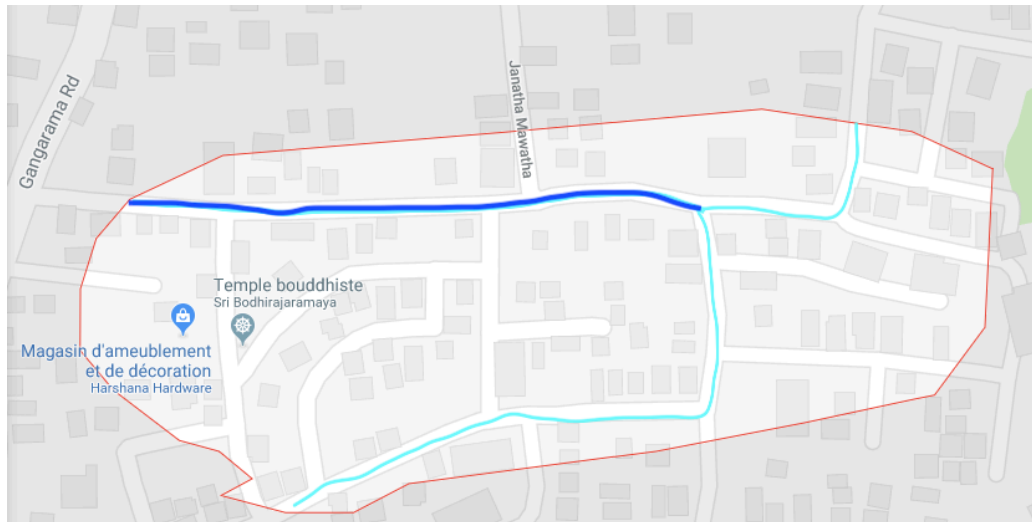 Gangarama Rd
Janatha Mawatha
Temple bouddhiste
Sri Bodhirajaramaya
Magasin d'ameublement
et de décoration
Harshana Hardware